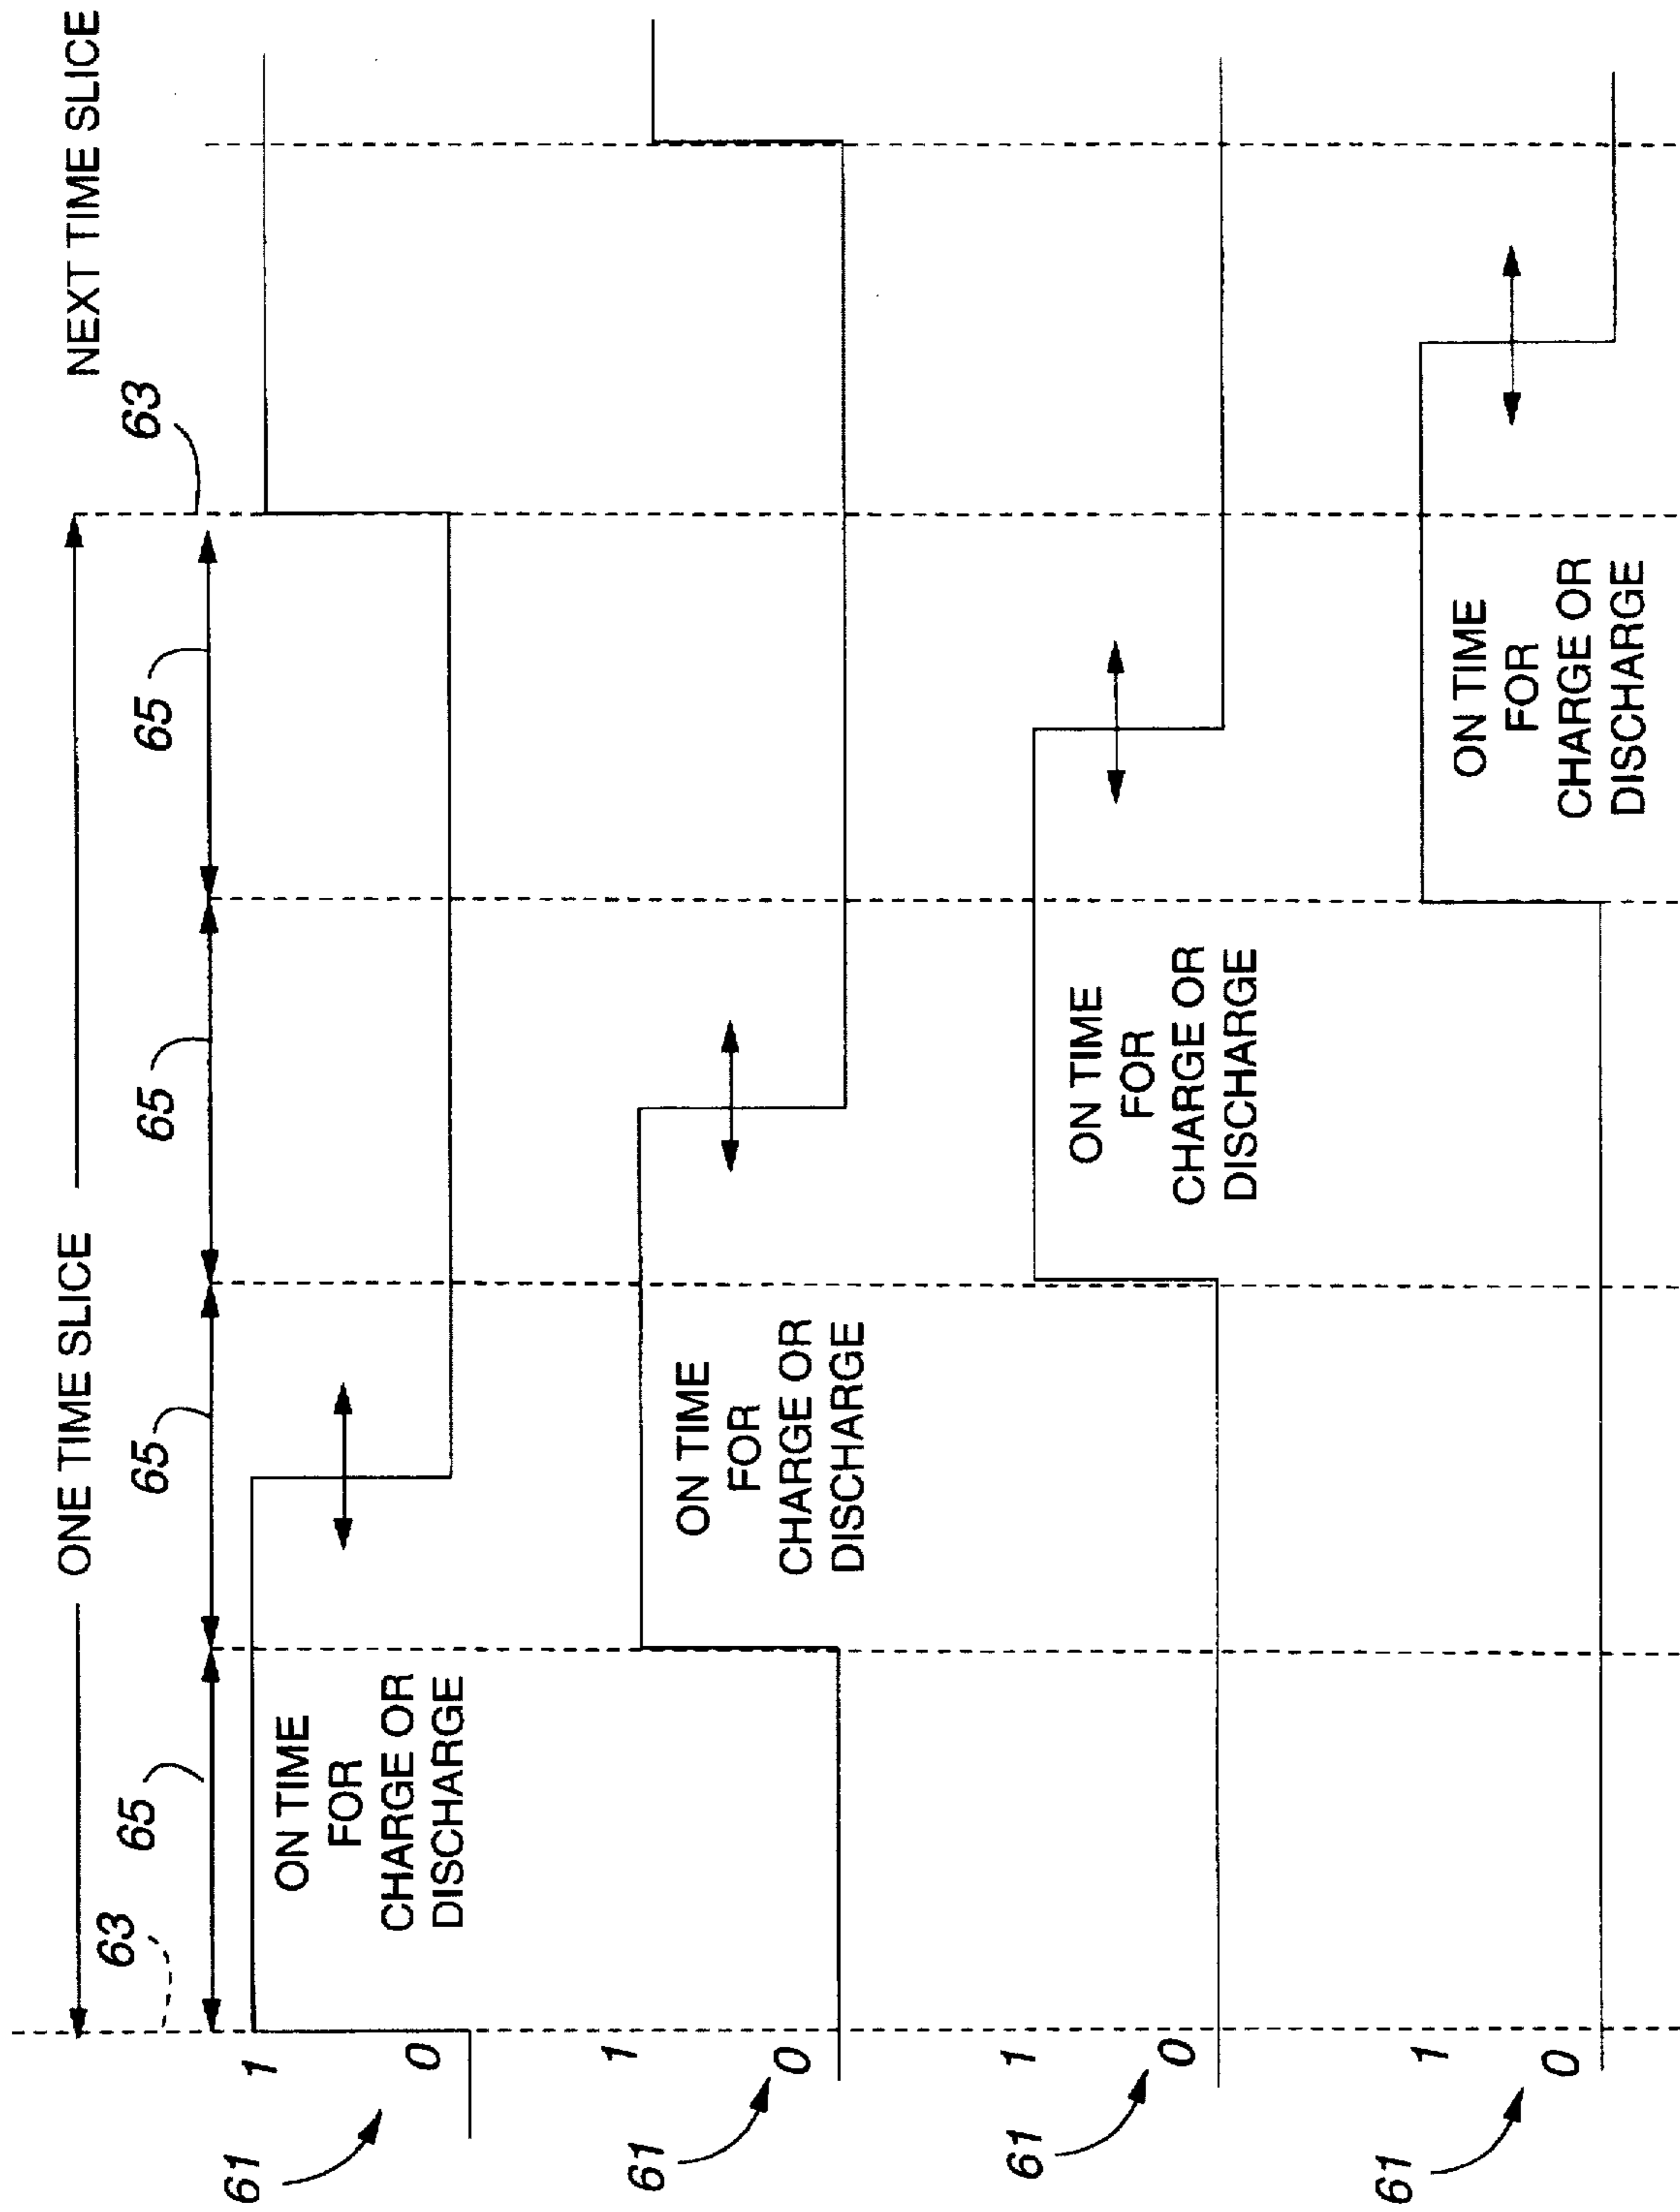 ONE TIME SLICE
NEXT TIME SLICE
63
65
65
65
65
63
61
1
0
ON TIME
FOR
CHARGE OR
DISCHARGE
61
1
0
ON TIME
FOR
CHARGE OR
DISCHARGE
61
1
0
ON TIME
FOR
CHARGE OR
DISCHARGE
61
1
0
ON TIME
FOR
CHARGE OR
DISCHARGE